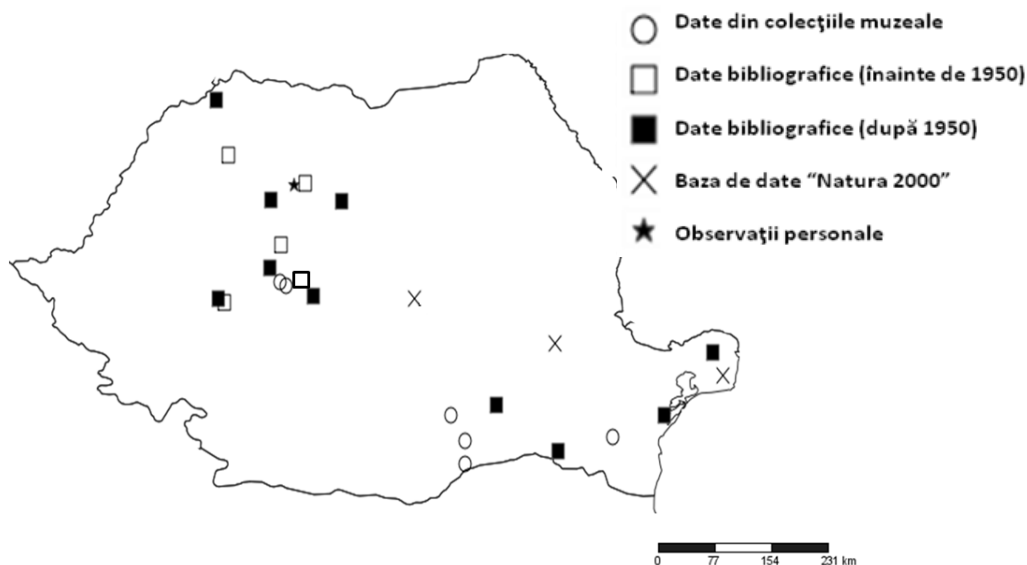 Date din colecţiile muzeale
Date bibliografice (înainte de 1950)
Date bibliografice (după 1950)
Baza de date “Natura 2000”
Observaţii personale
0 77 154 231 km